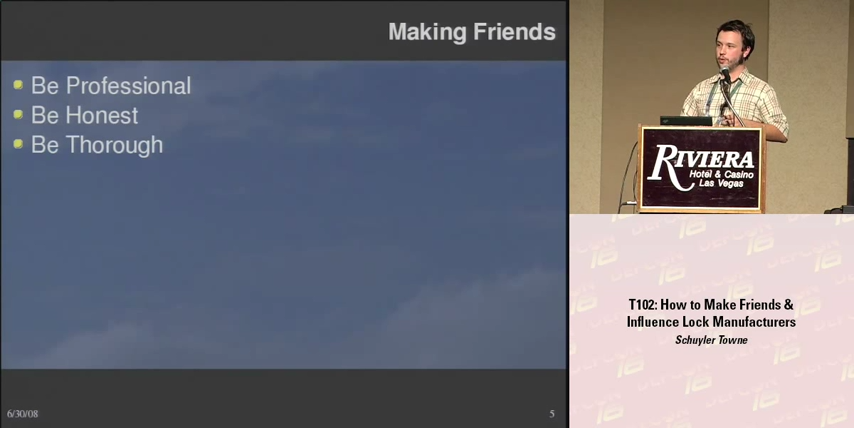 Making Friends
Be Professional
Be Honest
Be Thorough
6/30/08
5
RIVIERA
Hotel & Casino
Las Vegas
T102: How to Make Friends &
Influence Lock Manufacturers
Schuyler Towne